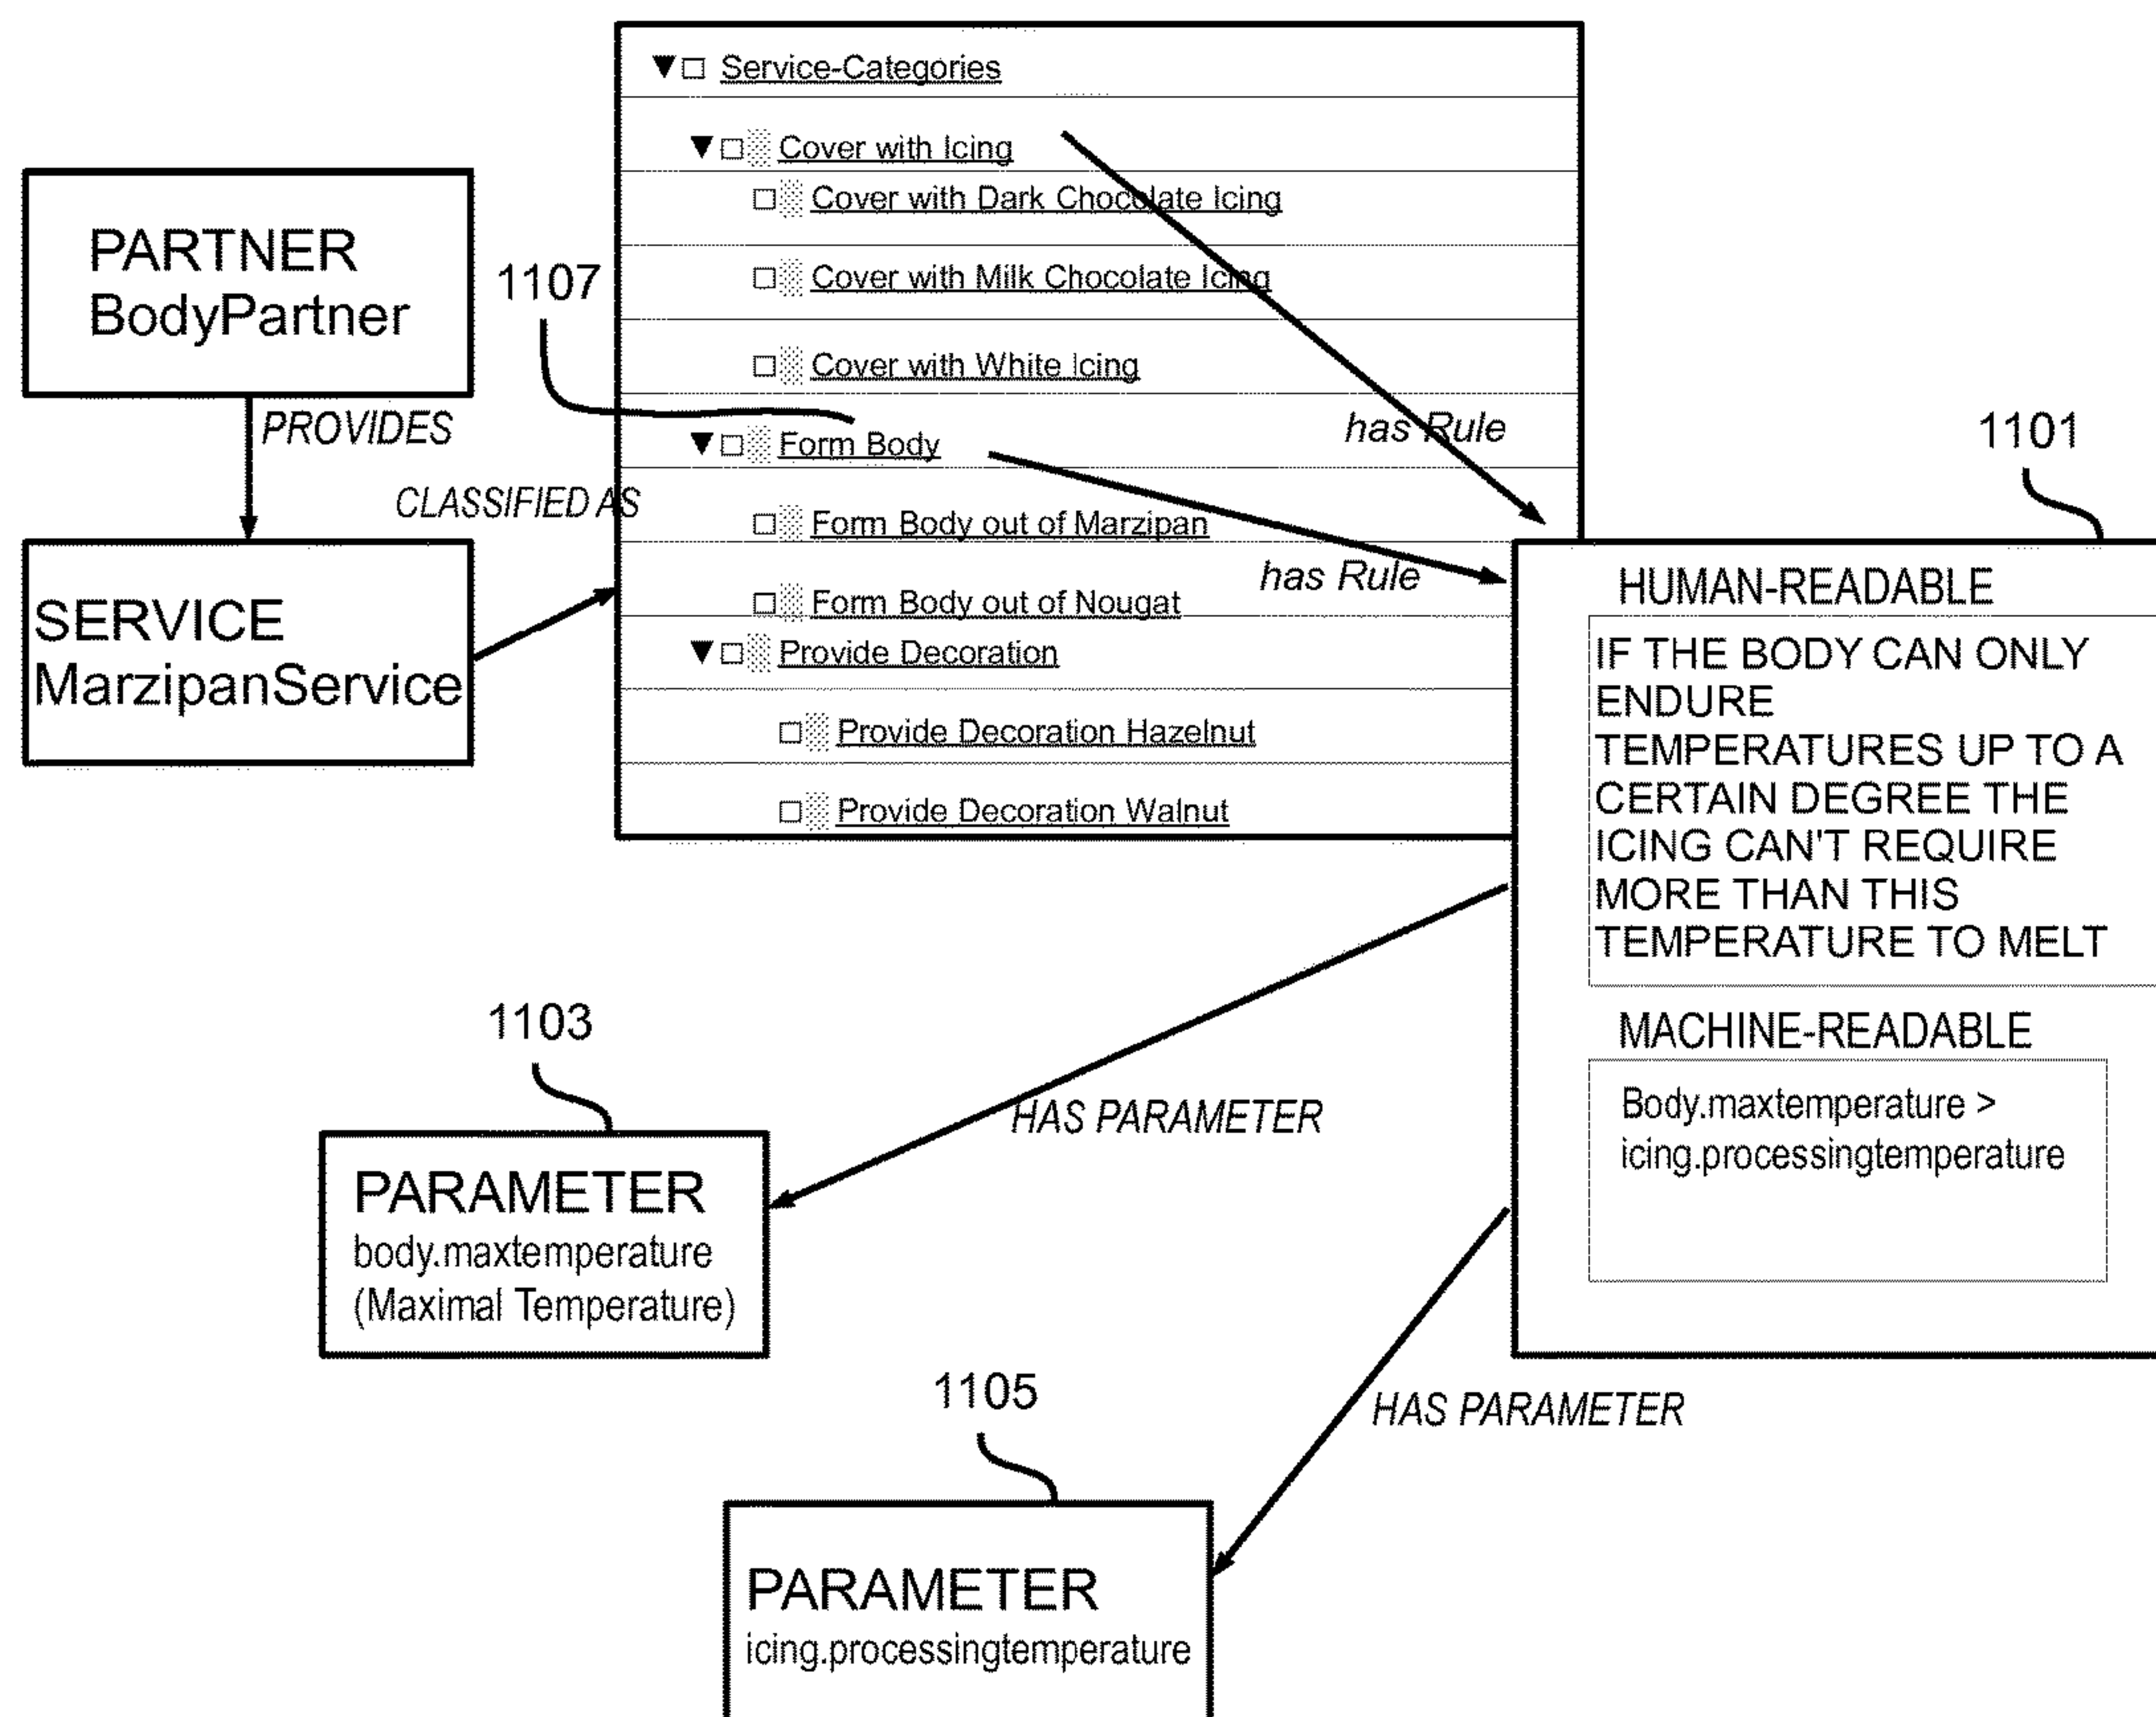 Service-Categories
Cover with Icing
Cover with Dark Chocolate Icing
Cover with Milk Chocolate Icing
Cover with White Icing
Form Body
Form Body out of Marzipan
Form Body out of Nougat
Provide Decoration
Provide Decoration Hazelnut
Provide Decoration Walnut
PARTNER
BodyPartner
PROVIDES
SERVICE
MarzipanService
CLASSIFIED AS
1107
has Rule
has Rule
1101
HUMAN-READABLE
IF THE BODY CAN ONLY
ENDURE
TEMPERATURES UP TO A
CERTAIN DEGREE THE
ICING CAN'T REQUIRE
MORE THAN THIS
TEMPERATURE TO MELT
MACHINE-READABLE
Body.maxtemperature >
icing.processingtemperature
HAS PARAMETER
1103
PARAMETER
body.maxtemperature
(Maximal Temperature)
HAS PARAMETER
1105
PARAMETER
icing.processingtemperature